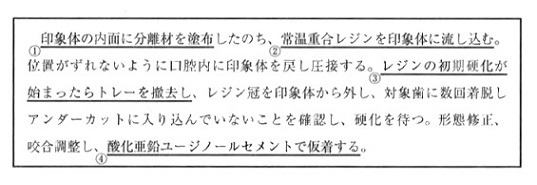 印象体の内面に分離材を塗布したのち、常温重合レジンを印象体に流し込む。
①②
位置がずれないように口腔内に印象体を戻し圧接する。レジンの初期硬化が
③
始まったらトレーを撤去し、レジン冠を印象体から外し、対象歯に数回着脱し
アンダーカットに入り込んでいないことを確認し、硬化を待つ。形態修正、
咬合調整し、酸化亜鉛ユージノールセメントで仮着する。
④